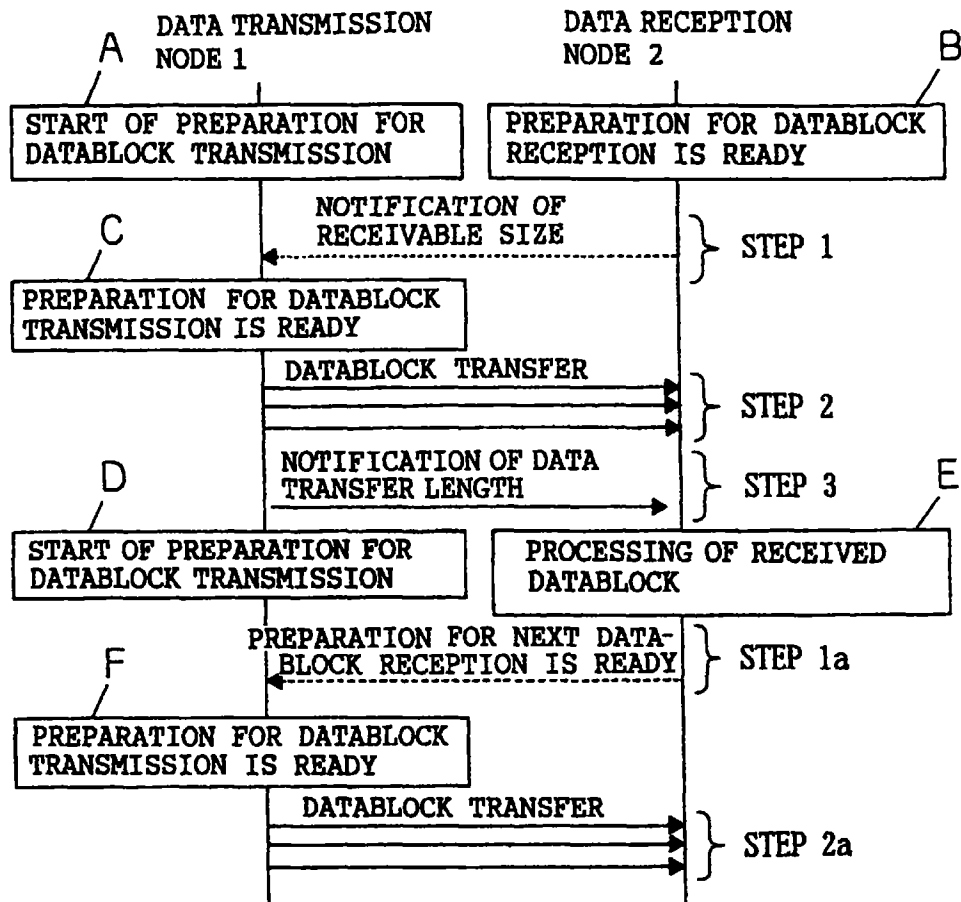 DATA TRANSMISSION
NODE 1
DATA RECEPTION
NODE 2
A
B
START OF PREPARATION FOR
DATABLOCK TRANSMISSION
PREPARATION FOR DATABLOCK
RECEPTION IS READY
NOTIFICATION OF
RECEIVABLE SIZE
STEP 1
C
PREPARATION FOR DATABLOCK
TRANSMISSION IS READY
DATABLOCK TRANSFER
STEP 2
NOTIFICATION OF DATA
TRANSFER LENGTH
STEP 3
D
E
START OF PREPARATION FOR
DATABLOCK TRANSMISSION
PROCESSING OF RECEIVED
DATABLOCK
PREPARATION FOR NEXT DATA-
BLOCK RECEPTION IS READY
STEP 1a
F
PREPARATION FOR DATABLOCK
TRANSMISSION IS READY
DATABLOCK TRANSFER
STEP 2a